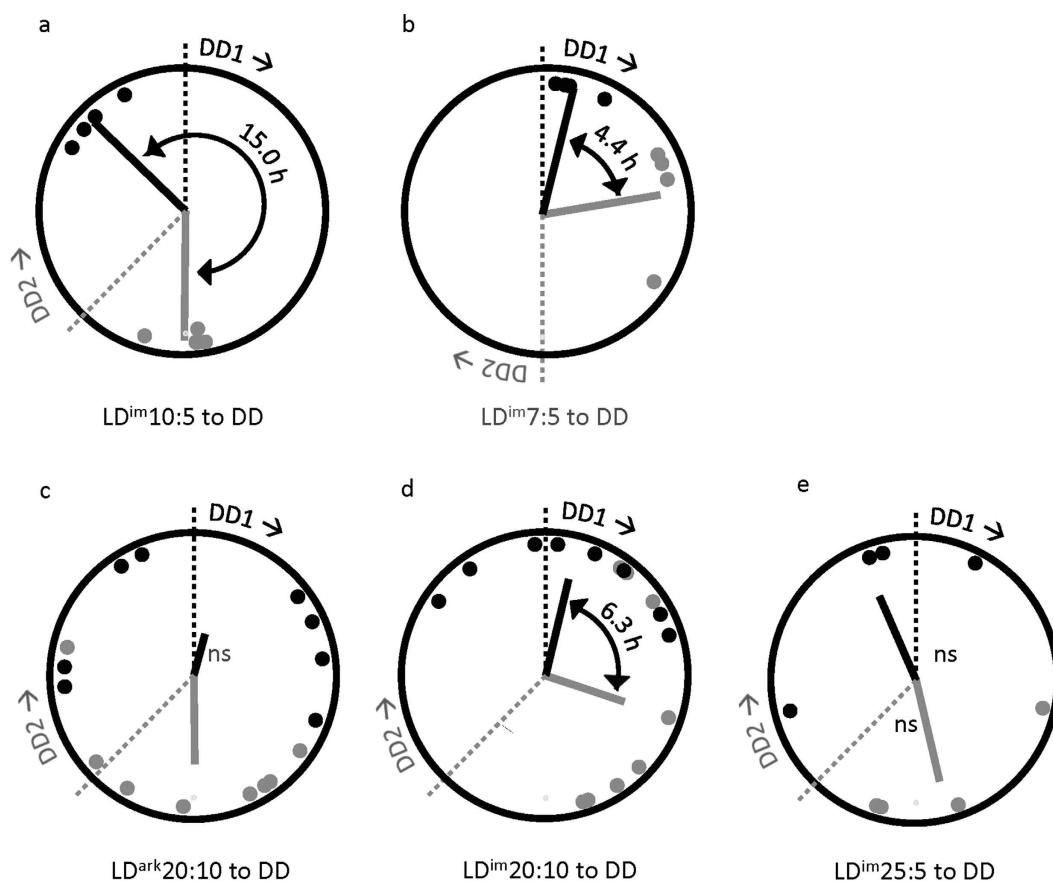 a
DD1 →
15.0 h
DD2 →
LDⁱᵐ10:5 to DD
b
DD1 →
4.4 h
DD2 →
LDⁱᵐ7:5 to DD
c
DD1 →
ns
DD2 →
LDᵃʳᵏ20:10 to DD
d
DD1 →
6.3 h
DD2 →
LDⁱᵐ20:10 to DD
e
DD1 →
ns
ns
DD2 →
LDⁱᵐ25:5 to DD